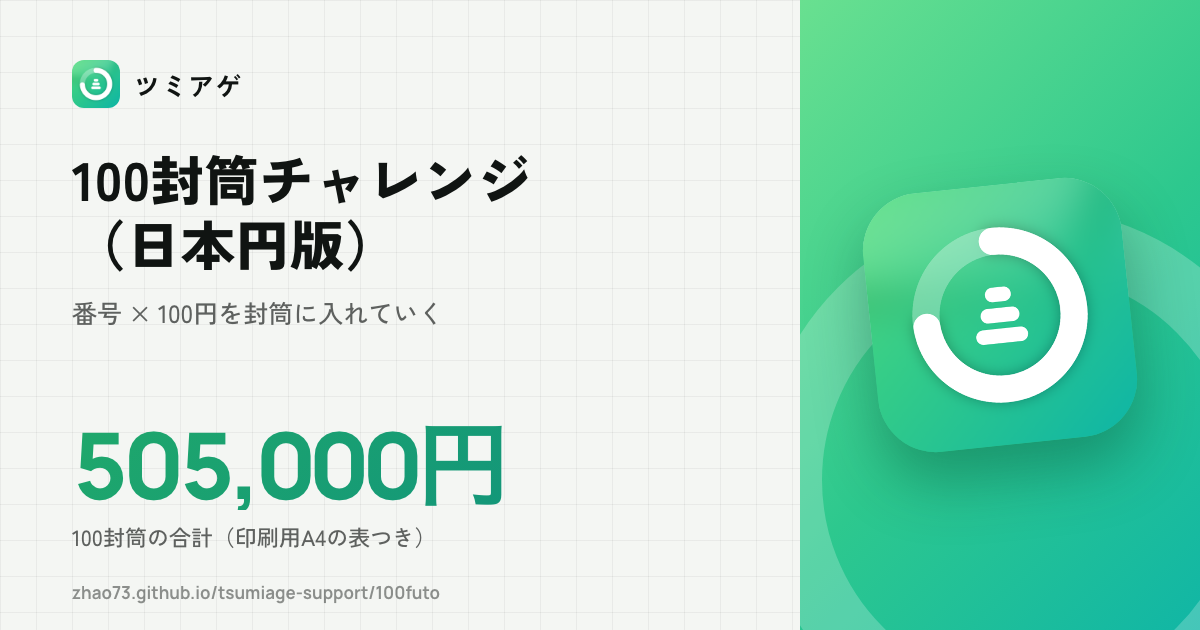 ツミアゲ
100封筒チャレンジ
（日本円版）
番号 × 100円を封筒に入れていく
505,000円
100封筒の合計（印刷用A4の表つき）
zhao73.github.io/tsumiage-support/100futo